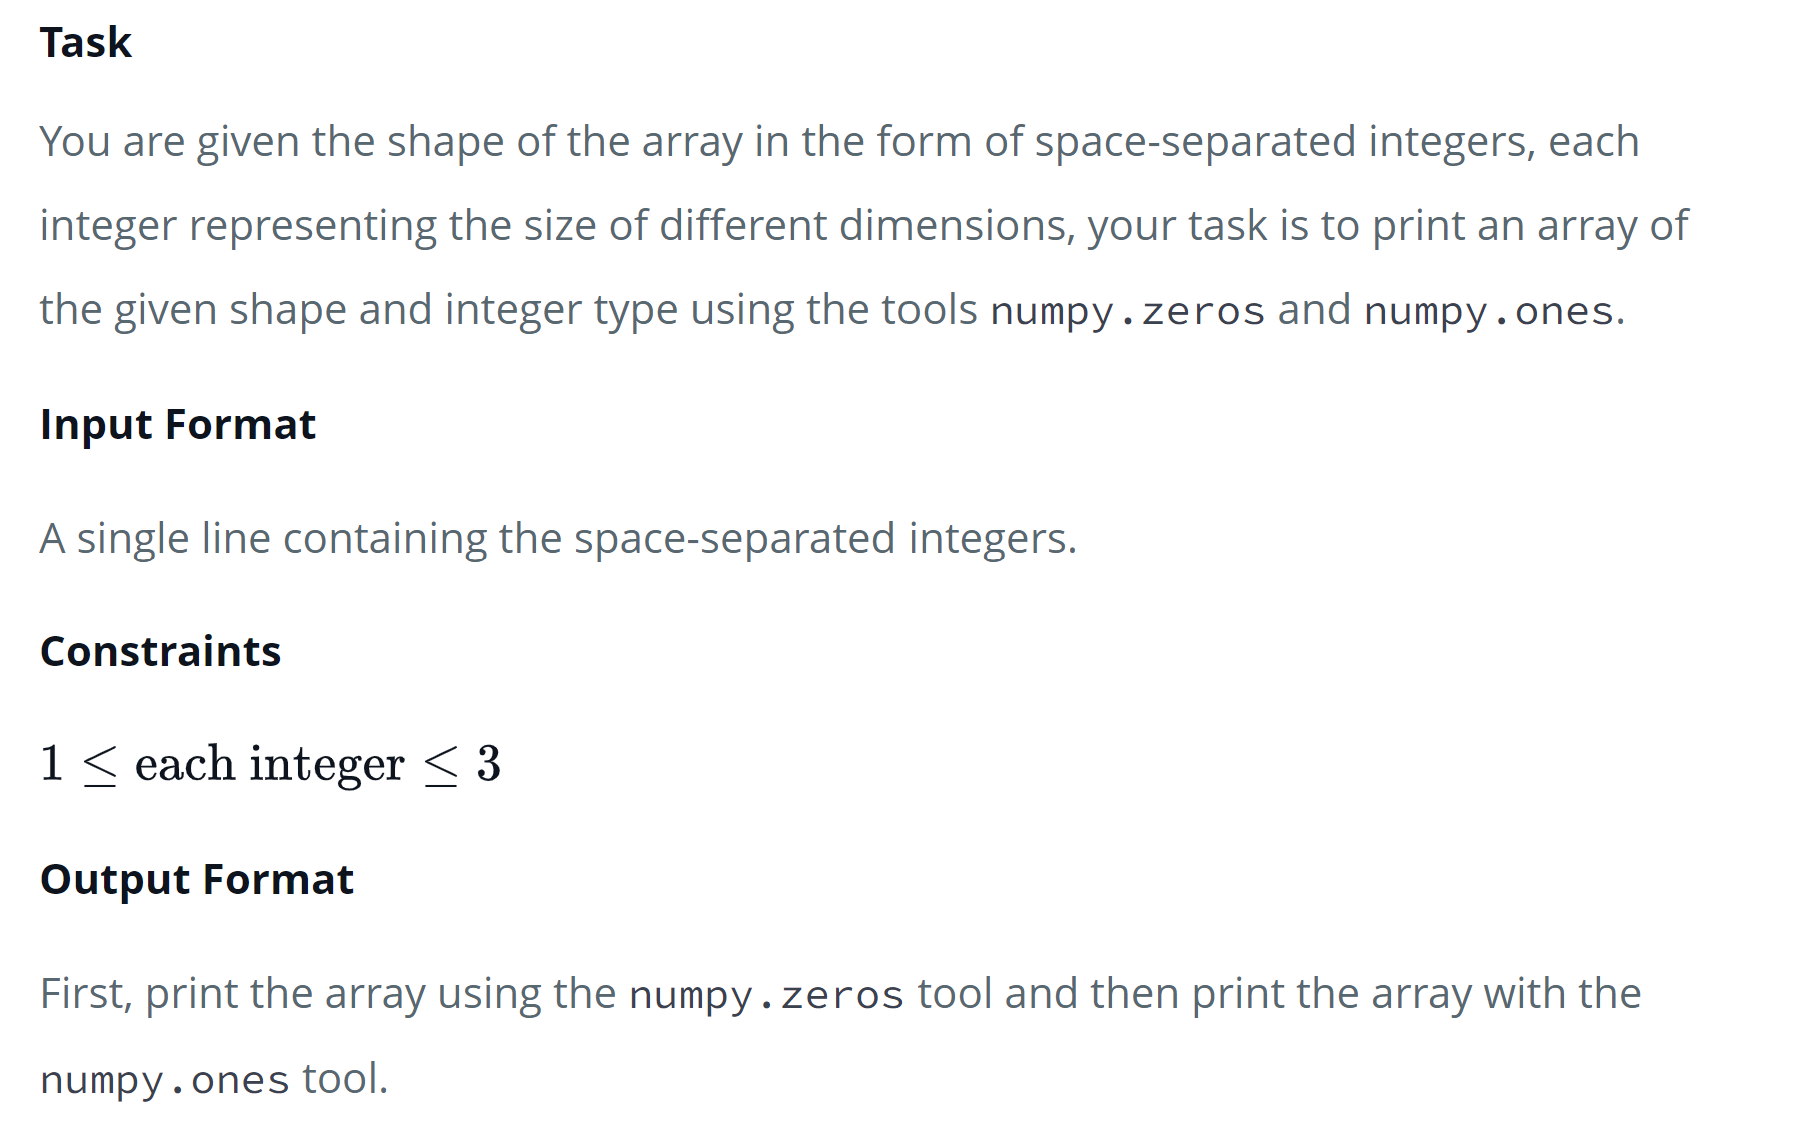 Task
You are given the shape of the array in the form of space-separated integers, each
integer representing the size of different dimensions, your task is to print an array of
the given shape and integer type using the tools numpy.zeros and numpy.ones.
Input Format
A single line containing the space-separated integers.
Constraints
1 ≤ each integer ≤ 3
Output Format
First, print the array using the numpy.zeros tool and then print the array with the
numpy.ones tool.